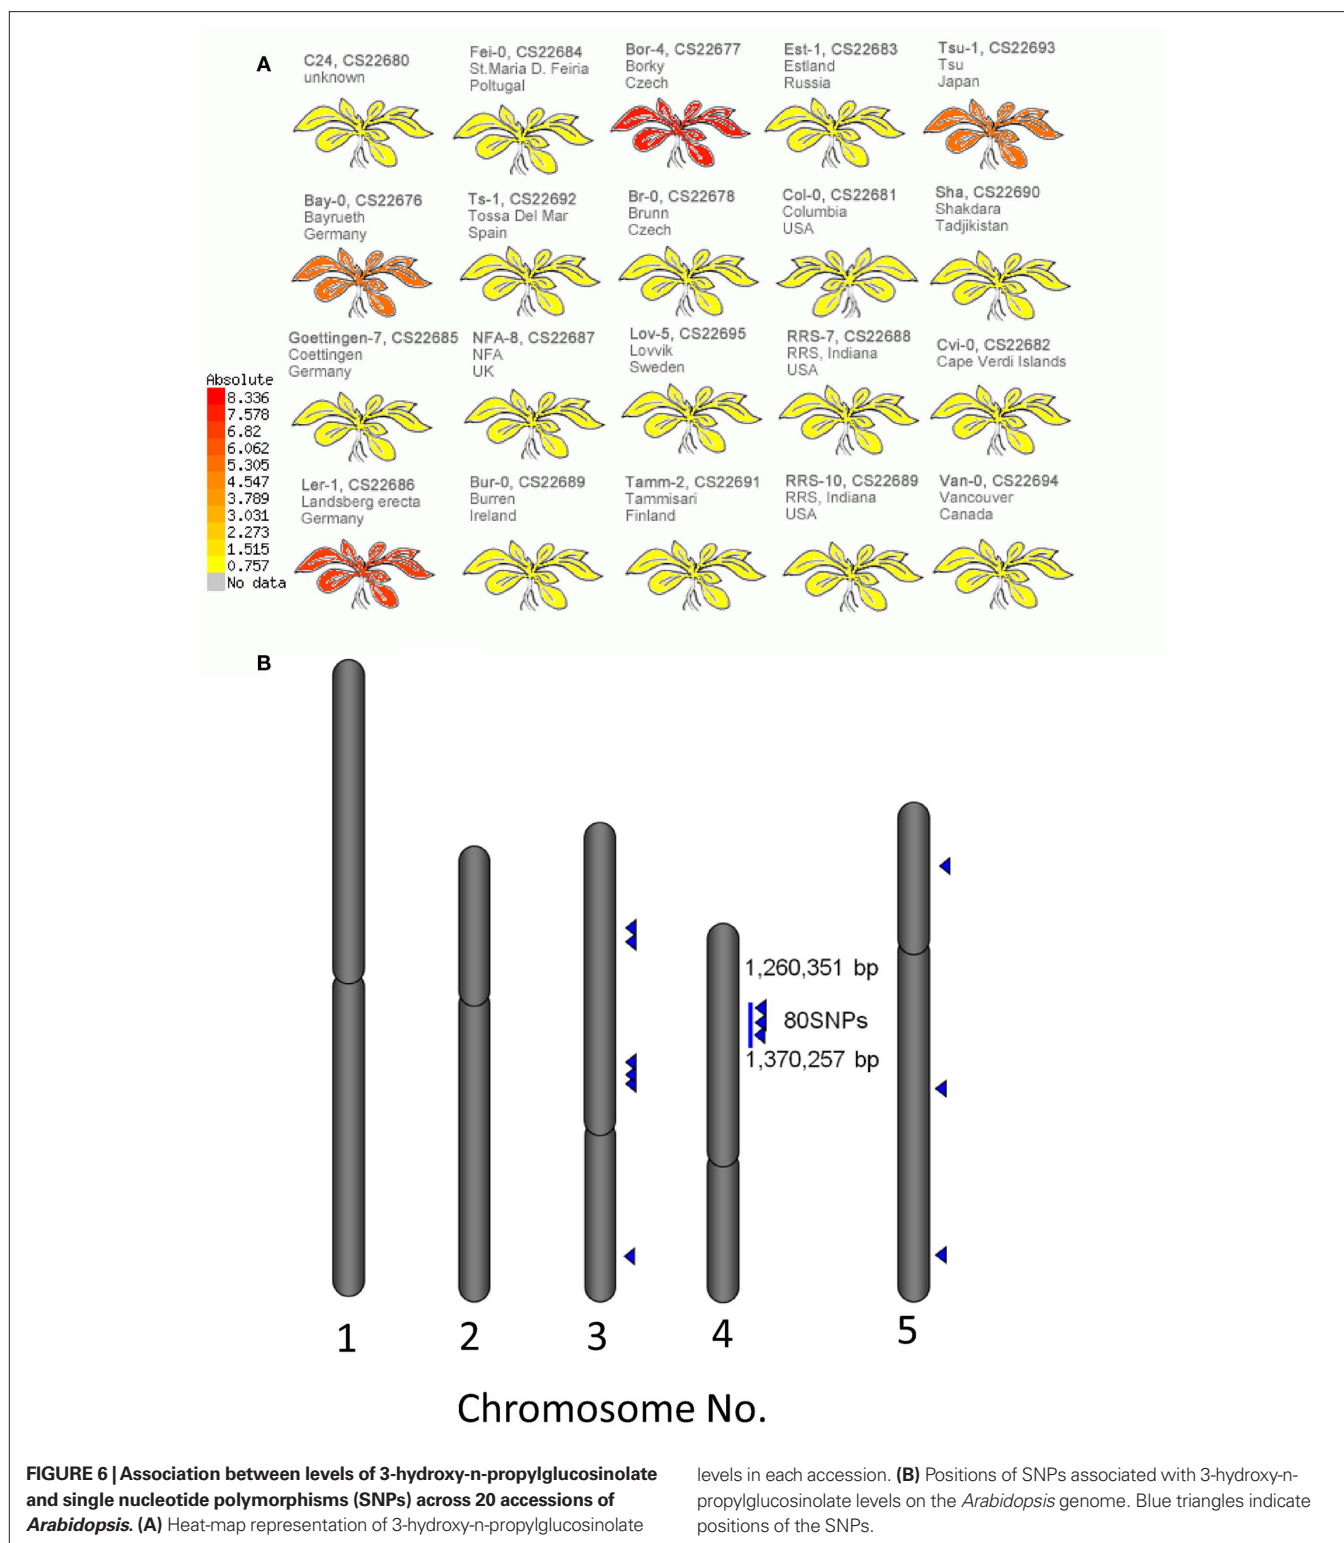 A
C24, CS22680
unknown
Fei-0, CS22684
St.Maria D. Feiria
Poltugal
Bor-4, CS22677
Borky
Czech
Est-1, CS22683
Estland
Russia
Tsu-1, CS22693
Tsu
Japan
Bay-0, CS22676
Bayrueth
Germany
Ts-1, CS22692
Tossa Del Mar
Spain
Br-0, CS22678
Brunn
Czech
Col-0, CS22681
Columbia
USA
Sha, CS22690
Shakdara
Tadjikistan
Goettingen-7, CS22685
Coettingen
Germany
NFA-8, CS22687
NFA
UK
Lov-5, CS22695
Lovvik
Sweden
RRS-7, CS22688
RRS, Indiana
USA
Cvi-0, CS22682
Cape Verdi Islands
Ler-1, CS22686
Landsberg erecta
Germany
Bur-0, CS22689
Burren
Ireland
Tamm-2, CS22691
Tammisari
Finland
RRS-10, CS22689
RRS, Indiana
USA
Van-0, CS22694
Vancouver
Canada
Absolute
8.336
7.578
6.82
6.062
5.305
4.547
3.789
3.031
2.273
1.515
0.757
No data
B
1,260,351 bp
80SNPs
1,370,257 bp
1
2
3
4
5
Chromosome No.
FIGURE 6 | Association between levels of 3-hydroxy-n-propylglucosinolate
and single nucleotide polymorphisms (SNPs) across 20 accessions of
Arabidopsis. (A) Heat-map representation of 3-hydroxy-n-propylglucosinolate
levels in each accession. (B) Positions of SNPs associated with 3-hydroxy-n-
propylglucosinolate levels on the Arabidopsis genome. Blue triangles indicate
positions of the SNPs.